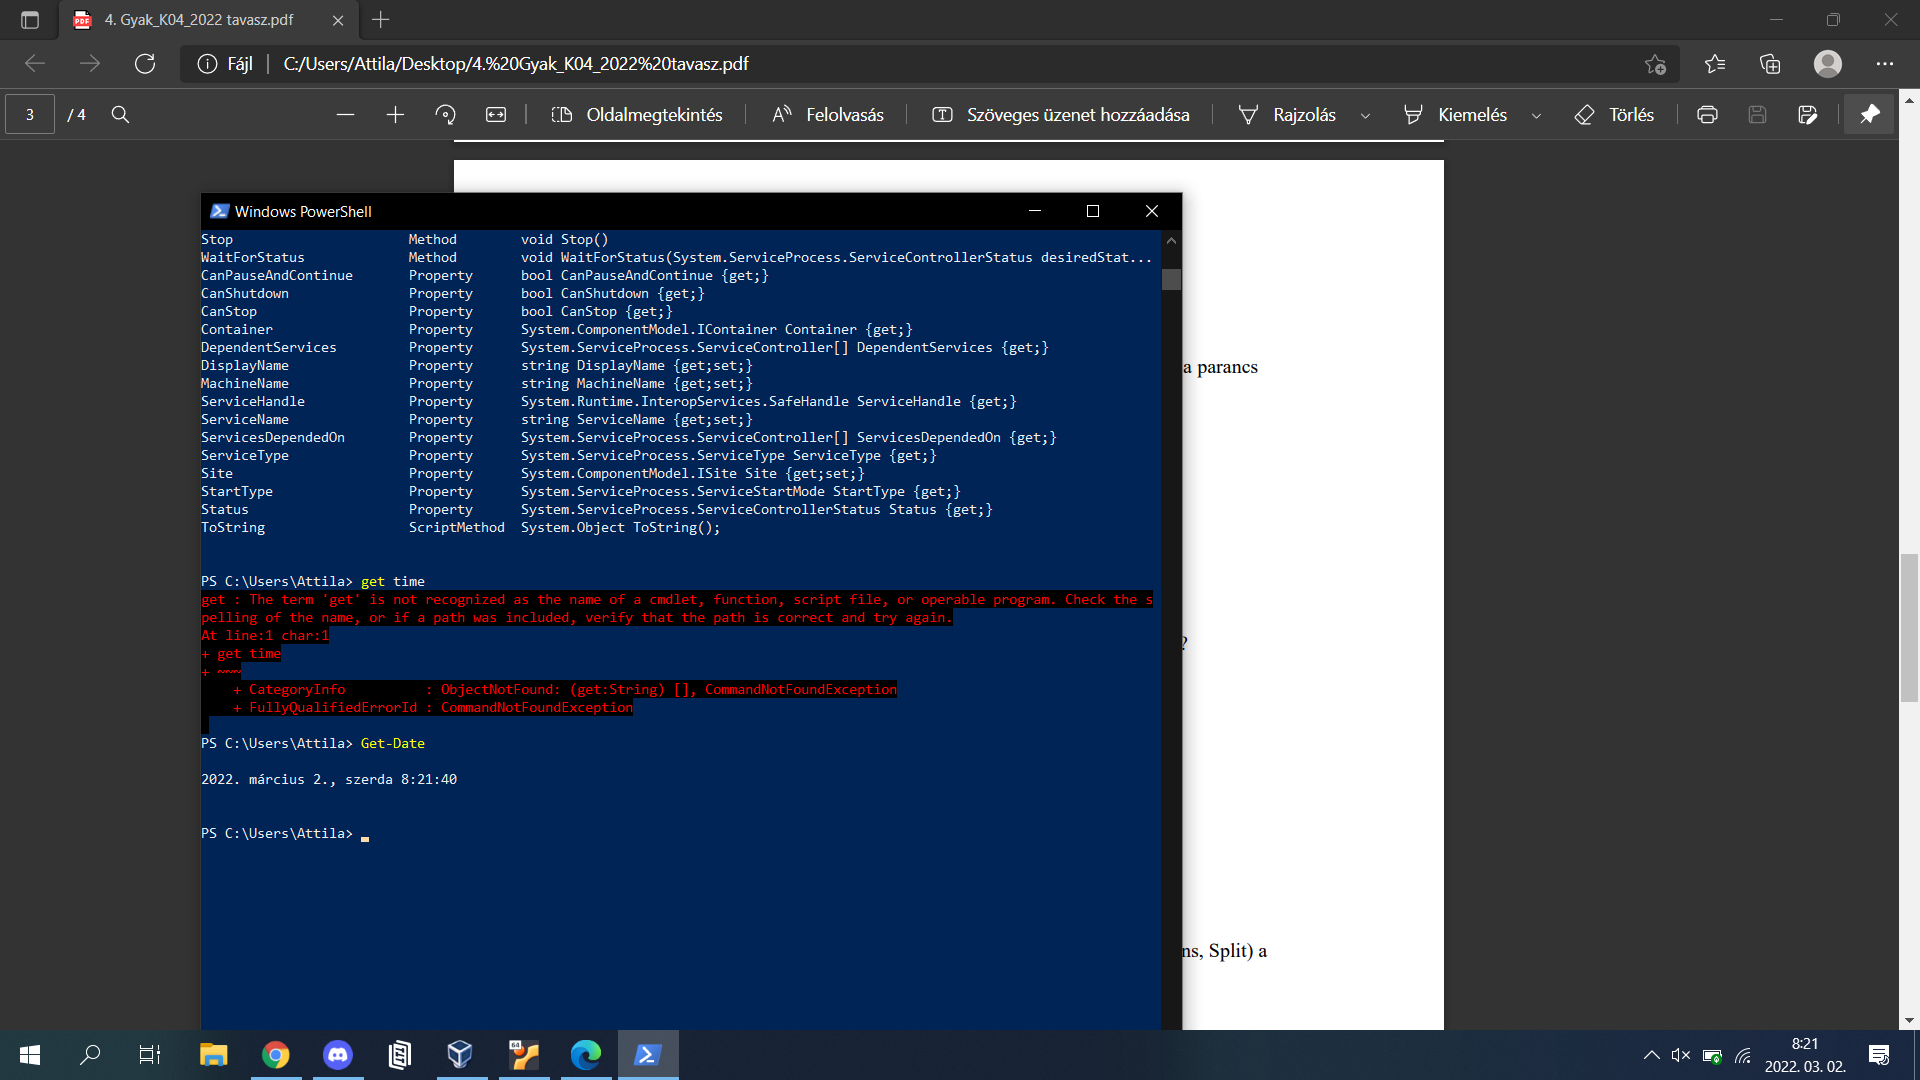 4. Gyak_K04_2022 tavasz.pdf
Fájl
C:/Users/Attila/Desktop/4.%20Gyak_K04_2022%20tavasz.pdf
3 / 4
Oldalmegtekintés
Felolvasás
Szöveges üzenet hozzáadása
Rajzolás
Kiemelés
Törlés
Windows PowerShell
Stop Method void Stop()
WaitForStatus Method void WaitForStatus(System.ServiceProcess.ServiceControllerStatus desiredStat...
CanPauseAndContinue Property bool CanPauseAndContinue {get;}
CanShutdown Property bool CanShutdown {get;}
CanStop Property bool CanStop {get;}
Container Property System.ComponentModel.IContainer Container {get;}
DependentServices Property System.ServiceProcess.ServiceController[] DependentServices {get;}
DisplayName Property string DisplayName {get;set;}
MachineName Property string MachineName {get;set;}
ServiceHandle Property System.Runtime.InteropServices.SafeHandle ServiceHandle {get;}
ServiceName Property string ServiceName {get;set;}
ServicesDependedOn Property System.ServiceProcess.ServiceController[] ServicesDependedOn {get;}
ServiceType Property System.ServiceProcess.ServiceType ServiceType {get;}
Site Property System.ComponentModel.ISite Site {get;set;}
StartType Property System.ServiceProcess.ServiceStartMode StartType {get;}
Status Property System.ServiceProcess.ServiceControllerStatus Status {get;}
ToString ScriptMethod System.Object ToString();
PS C:\Users\Attila> get time
get : The term 'get' is not recognized as the name of a cmdlet, function, script file, or operable program. Check the s
pelling of the name, or if a path was included, verify that the path is correct and try again.
At line:1 char:1
+ get time
+ ~~~
+ CategoryInfo : ObjectNotFound: (get:String) [], CommandNotFoundException
+ FullyQualifiedErrorId : CommandNotFoundException
PS C:\Users\Attila> Get-Date
2022. március 2., szerda 8:21:40
PS C:\Users\Attila>
a parancs
?
ns, Split) a
64
8:21
2022. 03. 02.